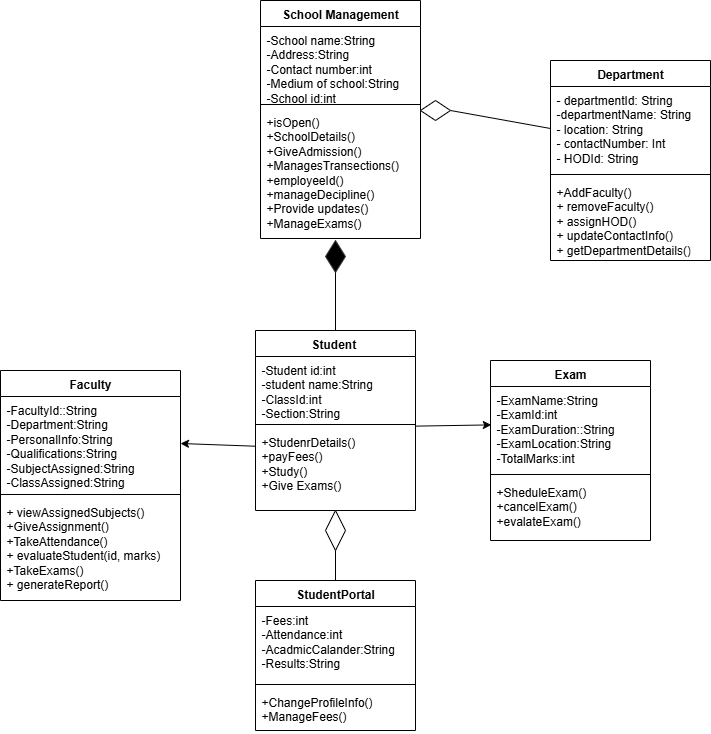 School Management
-School name:String
-Address:String
-Contact number:int
-Medium of school:String
-School id:int
+isOpen()
+SchoolDetails()
+GiveAdmission()
+ManagesTransections()
+employeeId()
+manageDecipline()
+Provide updates()
+ManageExams()
Department
- departmentId: String
-departmentName: String
- location: String
- contactNumber: Int
- HODId: String
+AddFaculty()
+ removeFaculty()
+ assignHOD()
+ updateContactInfo()
+ getDepartmentDetails()
Student
-Student id:int
-student name:String
-ClassId:int
-Section:String
+StudenrDetails()
+payFees()
+Study()
+Give Exams()
Faculty
-FacultyId::String
-Department:String
-PersonalInfo:String
-Qualifications:String
-SubjectAssigned:String
-ClassAssigned:String
+ viewAssignedSubjects()
+GiveAssignment()
+TakeAttendance()
+ evaluateStudent(id, marks)
+TakeExams()
+ generateReport()
Exam
-ExamName:String
-ExamId:int
-ExamDuration::String
-ExamLocation:String
-TotalMarks:int
+SheduleExam()
+cancelExam()
+evalateExam()
StudentPortal
-Fees:int
-Attendance:int
-AcadmicCalander:String
-Results:String
+ChangeProfileInfo()
+ManageFees()